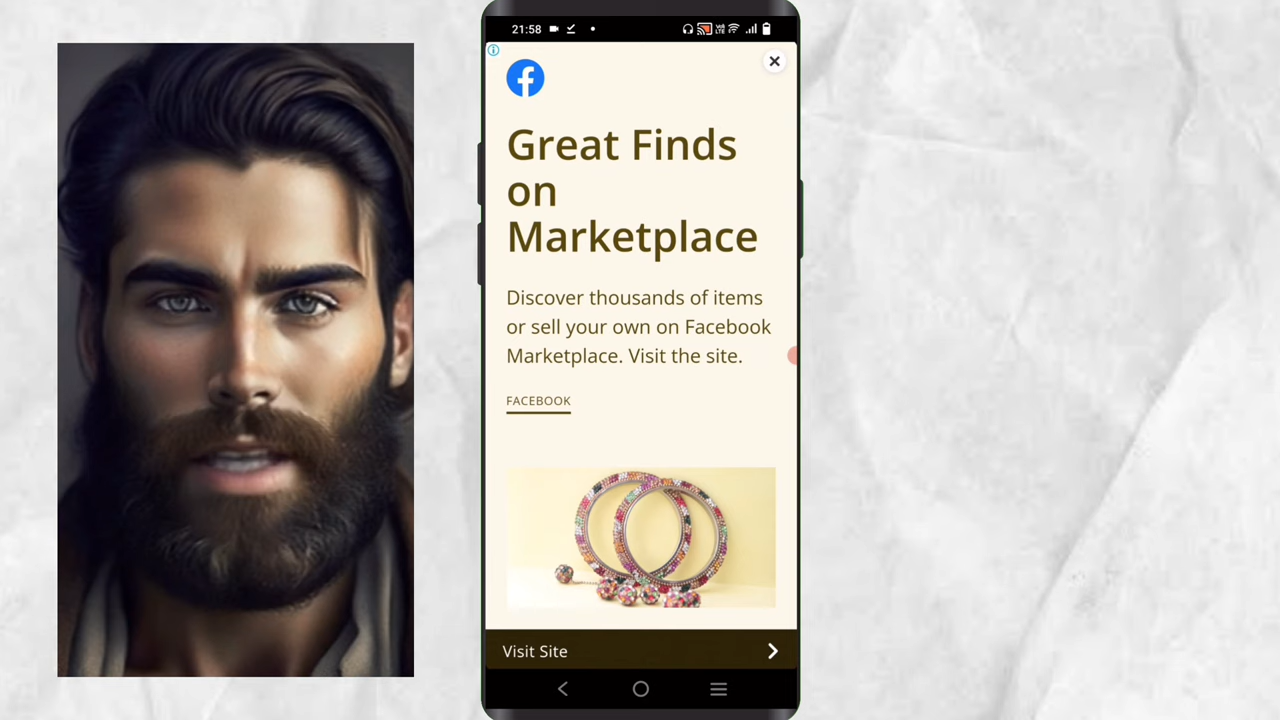 21:58
Great Finds
on
Marketplace
Discover thousands of items
or sell your own on Facebook
Marketplace. Visit the site.
FACEBOOK
Visit Site